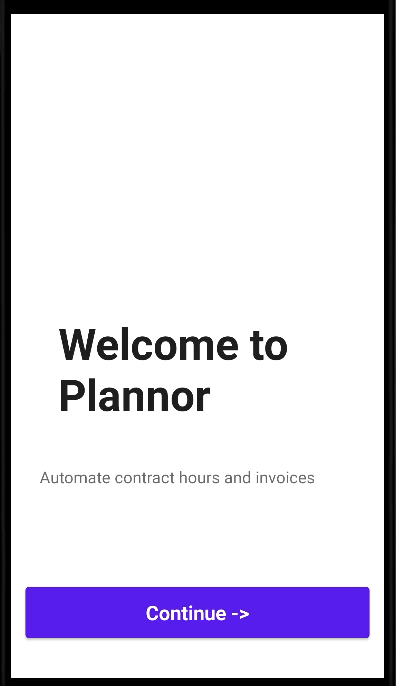 Welcome to
Plannor
Automate contract hours and invoices
Continue ->